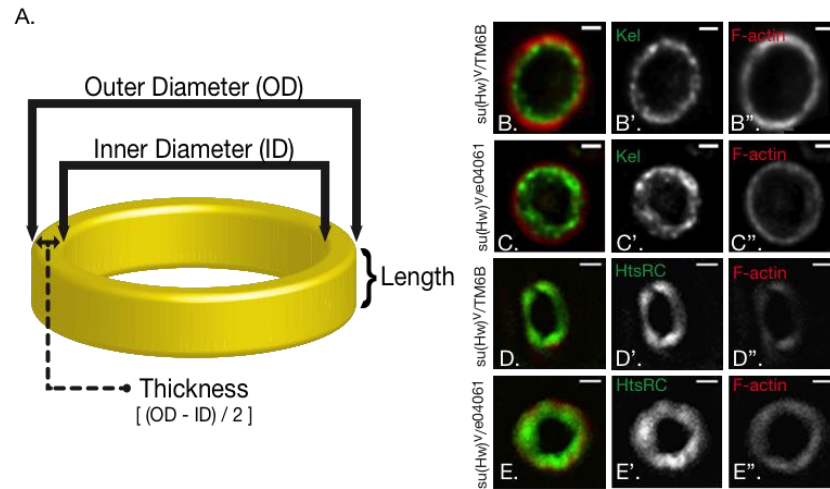 A.
Outer Diameter (OD)
Inner Diameter (ID)
Length
Thickness
[ (OD - ID) / 2 ]
su(Hw)V/TM6B
B.
Kel
B'.
F-actin
B".
su(Hw)V/e04061
C.
Kel
C'.
F-actin
C".
su(Hw)V/TM6B
D.
HtsRC
D'.
F-actin
D".
su(Hw)V/e04061
E.
HtsRC
E'.
F-actin
E".